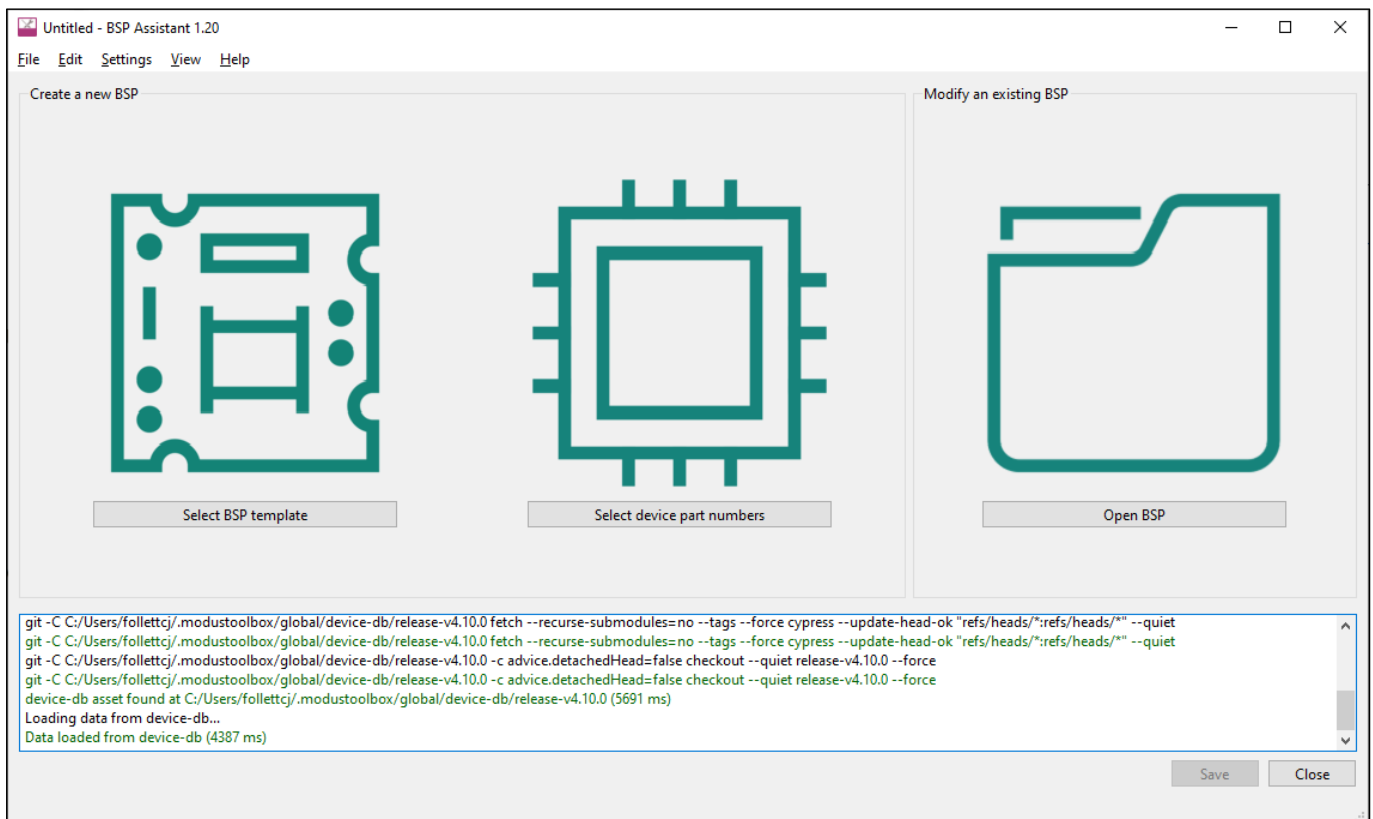 Untitled - BSP Assistant 1.20
File Edit Settings View Help
Create a new BSP
Modify an existing BSP
Select BSP template
Select device part numbers
Open BSP
git -C C:/Users/follettcj/.modustoolbox/global/device-db/release-v4.10.0 fetch --recurse-submodules=no --tags --force cypress --update-head-ok "refs/heads/*:refs/heads/*" --quiet
git -C C:/Users/follettcj/.modustoolbox/global/device-db/release-v4.10.0 fetch --recurse-submodules=no --tags --force cypress --update-head-ok "refs/heads/*:refs/heads/*" --quiet
git -C C:/Users/follettcj/.modustoolbox/global/device-db/release-v4.10.0 -c advice.detachedHead=false checkout --quiet release-v4.10.0 --force
git -C C:/Users/follettcj/.modustoolbox/global/device-db/release-v4.10.0 -c advice.detachedHead=false checkout --quiet release-v4.10.0 --force
device-db asset found at C:/Users/follettcj/.modustoolbox/global/device-db/release-v4.10.0 (5691 ms)
Loading data from device-db...
Data loaded from device-db (4387 ms)
Save
Close